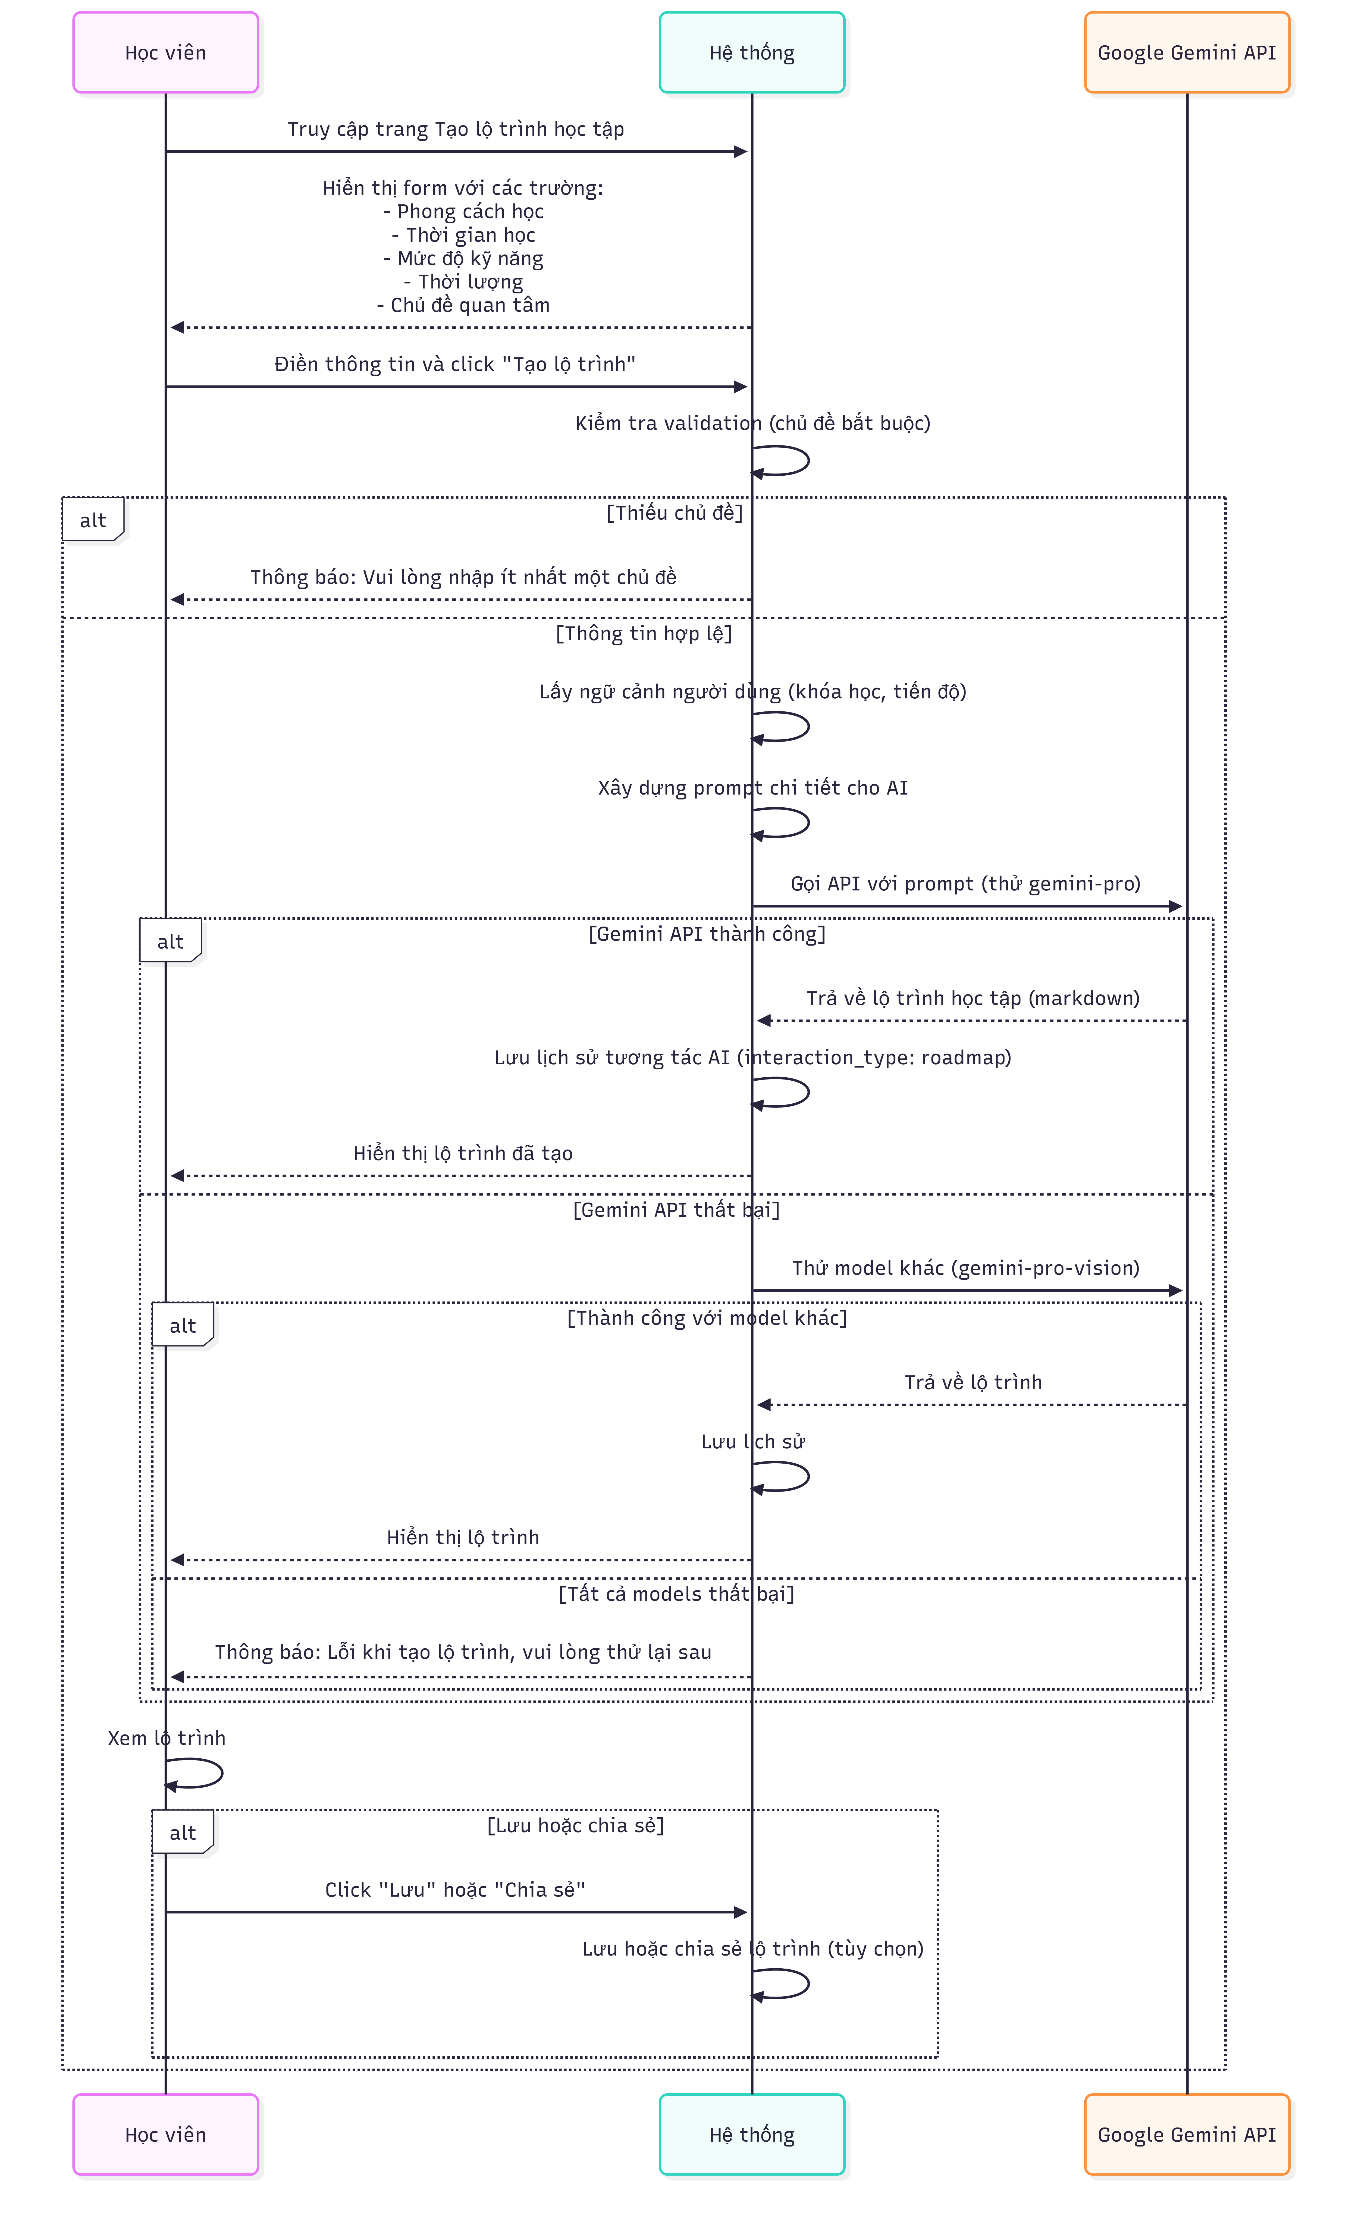 Học viên
Hệ thống
Google Gemini API
Truy cập trang Tạo lộ trình học tập
Hiển thị form với các trường:
- Phong cách học
- Thời gian học
- Mức độ kỹ năng
- Thời lượng
- Chủ đề quan tâm
Điền thông tin và click "Tạo lộ trình"
Kiểm tra validation (chủ đề bắt buộc)
alt
[Thiếu chủ đề]
Thông báo: Vui lòng nhập ít nhất một chủ đề
[Thông tin hợp lệ]
Lấy ngữ cảnh người dùng (khóa học, tiến độ)
Xây dựng prompt chi tiết cho AI
Gọi API với prompt (thử gemini-pro)
alt
[Gemini API thành công]
Trả về lộ trình học tập (markdown)
Lưu lịch sử tương tác AI (interaction_type: roadmap)
Hiển thị lộ trình đã tạo
[Gemini API thất bại]
Thử model khác (gemini-pro-vision)
alt
[Thành công với model khác]
Trả về lộ trình
Lưu lịch sử
Hiển thị lộ trình
[Tất cả models thất bại]
Thông báo: Lỗi khi tạo lộ trình, vui lòng thử lại sau
Xem lộ trình
alt
[Lưu hoặc chia sẻ]
Click "Lưu" hoặc "Chia sẻ"
Lưu hoặc chia sẻ lộ trình (tùy chọn)
Học viên
Hệ thống
Google Gemini API